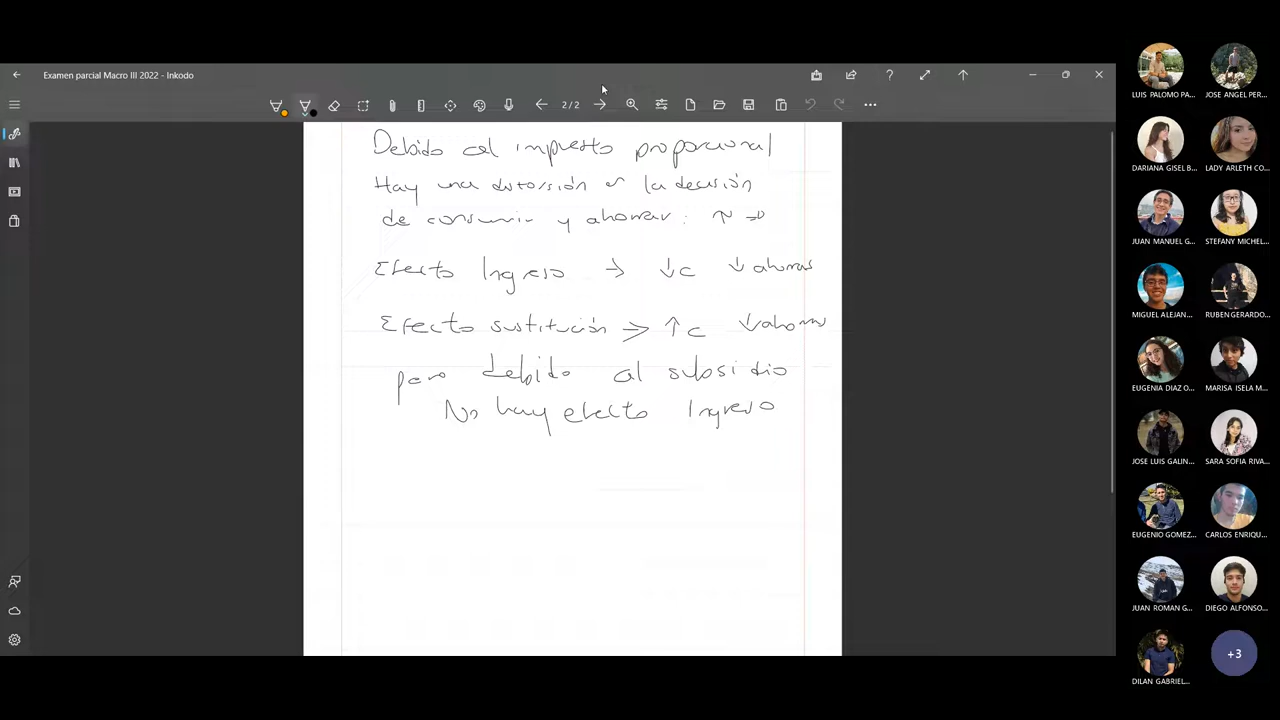 Examen parcial Macro III 2022 - Inkodo
2/2
Debido al impuesto proporcional
Hay una distorsión en la decisión
de consumir y ahorrar: ↑
Efecto Ingreso → ↓c ↓ahorras
Efecto sustitución ⇒ ↑c ↓ahorras
pero debido al subsidio
No hay efecto Ingreso
LUIS PALOMO PA...
JOSE ANGEL PER...
DARIANA GISEL B...
LADY ARLETH CO...
JUAN MANUEL G...
STEFANY MICHEL...
MIGUEL ALEJAN...
RUBEN GERARDO...
EUGENIA DIAZ O...
MARISA ISELA M...
JOSE LUIS GALIN...
SARA SOFIA RIVA...
EUGENIO GOMEZ...
CARLOS ENRIQU...
JUAN ROMAN G...
DIEGO ALFONSO...
DILAN GABRIEL...
+3